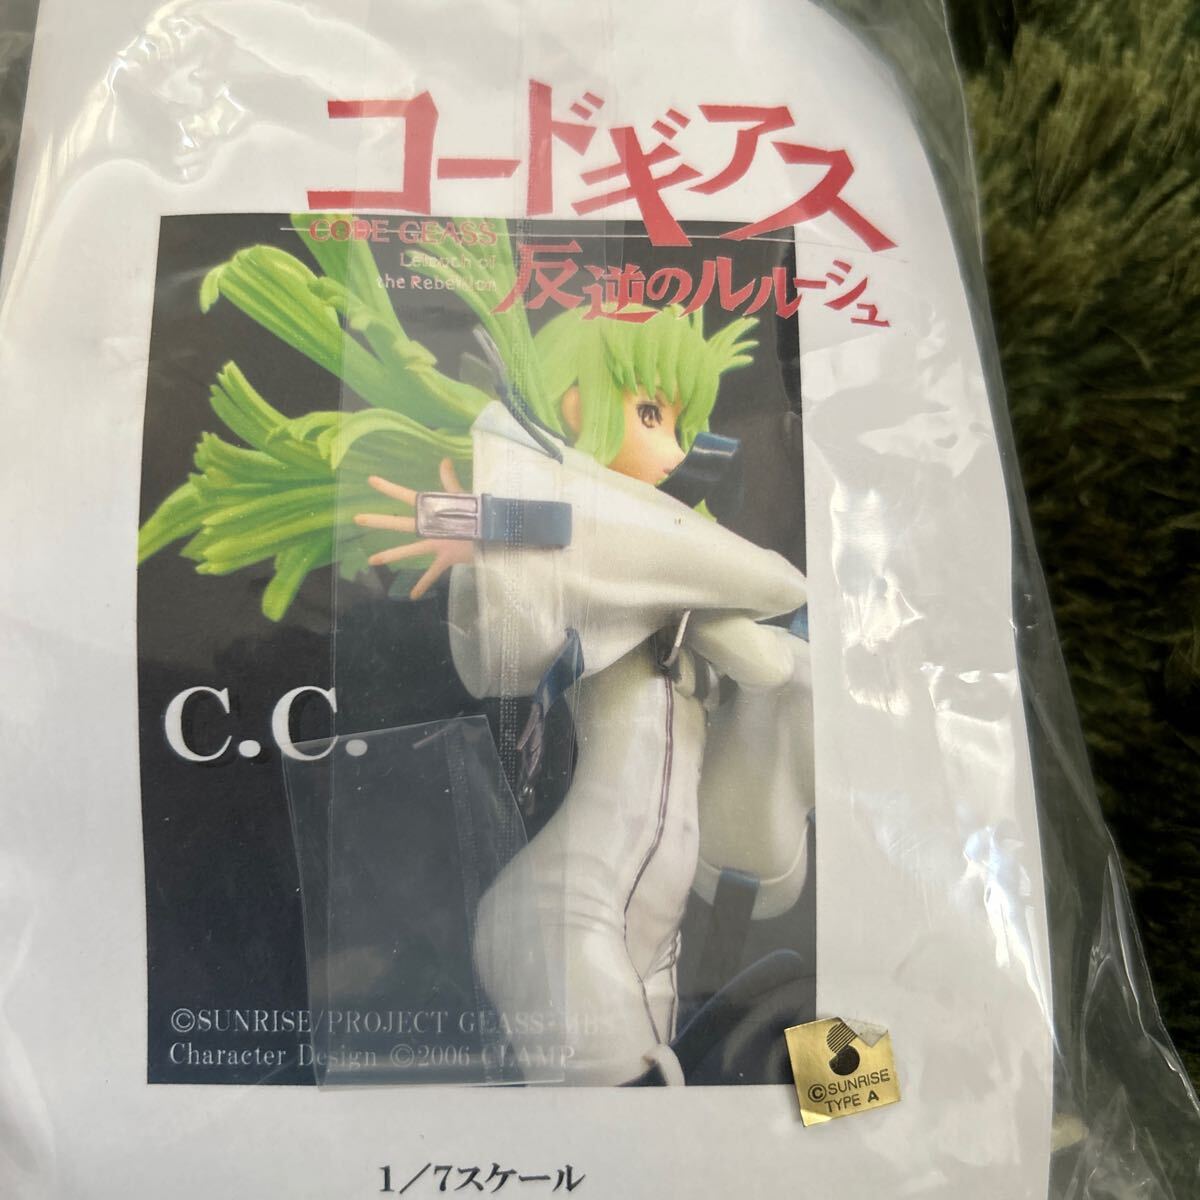 コードギアス
CODE GEASS
Lelouch of
the Rebellion
反逆のルルーシュ
C.C.
©SUNRISE/PROJECT GEASS・MBS
Character Design ©2006 CLAMP
©SUNRISE
TYPE A
1/7スケール